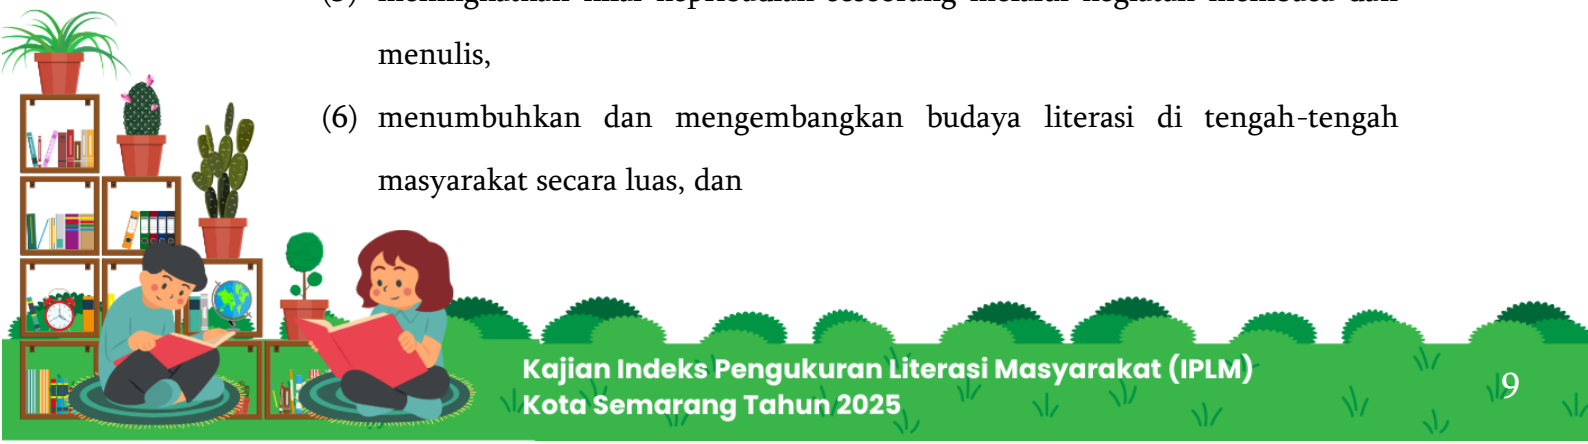 menulis,
(6) menumbuhkan dan mengembangkan budaya literasi di tengah-tengah
masyarakat secara luas, dan
Kajian Indeks Pengukuran Literasi Masyarakat (IPLM)
Kota Semarang Tahun 2025
9